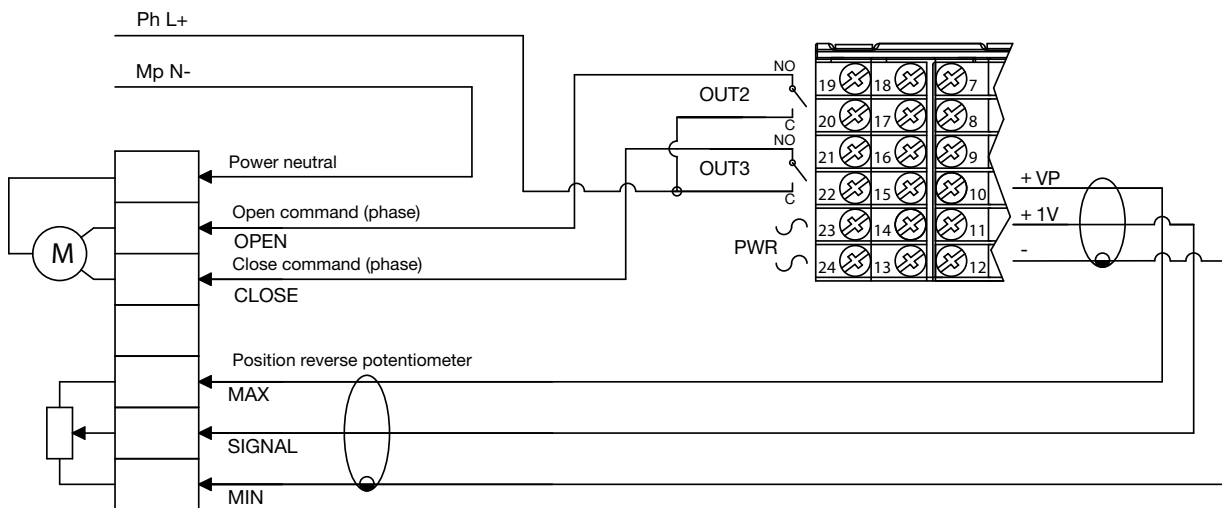 Ph L+
Mp N-
Power neutral
Open command (phase)
OPEN
Close command (phase)
CLOSE
M
Position reverse potentiometer
MAX
SIGNAL
MIN
NO
OUT2
C
NO
OUT3
C
PWR
19 18 7
20 17 8
21 16 9
22 15 10
23 14 11
24 13 12
+ VP
+ 1V
-